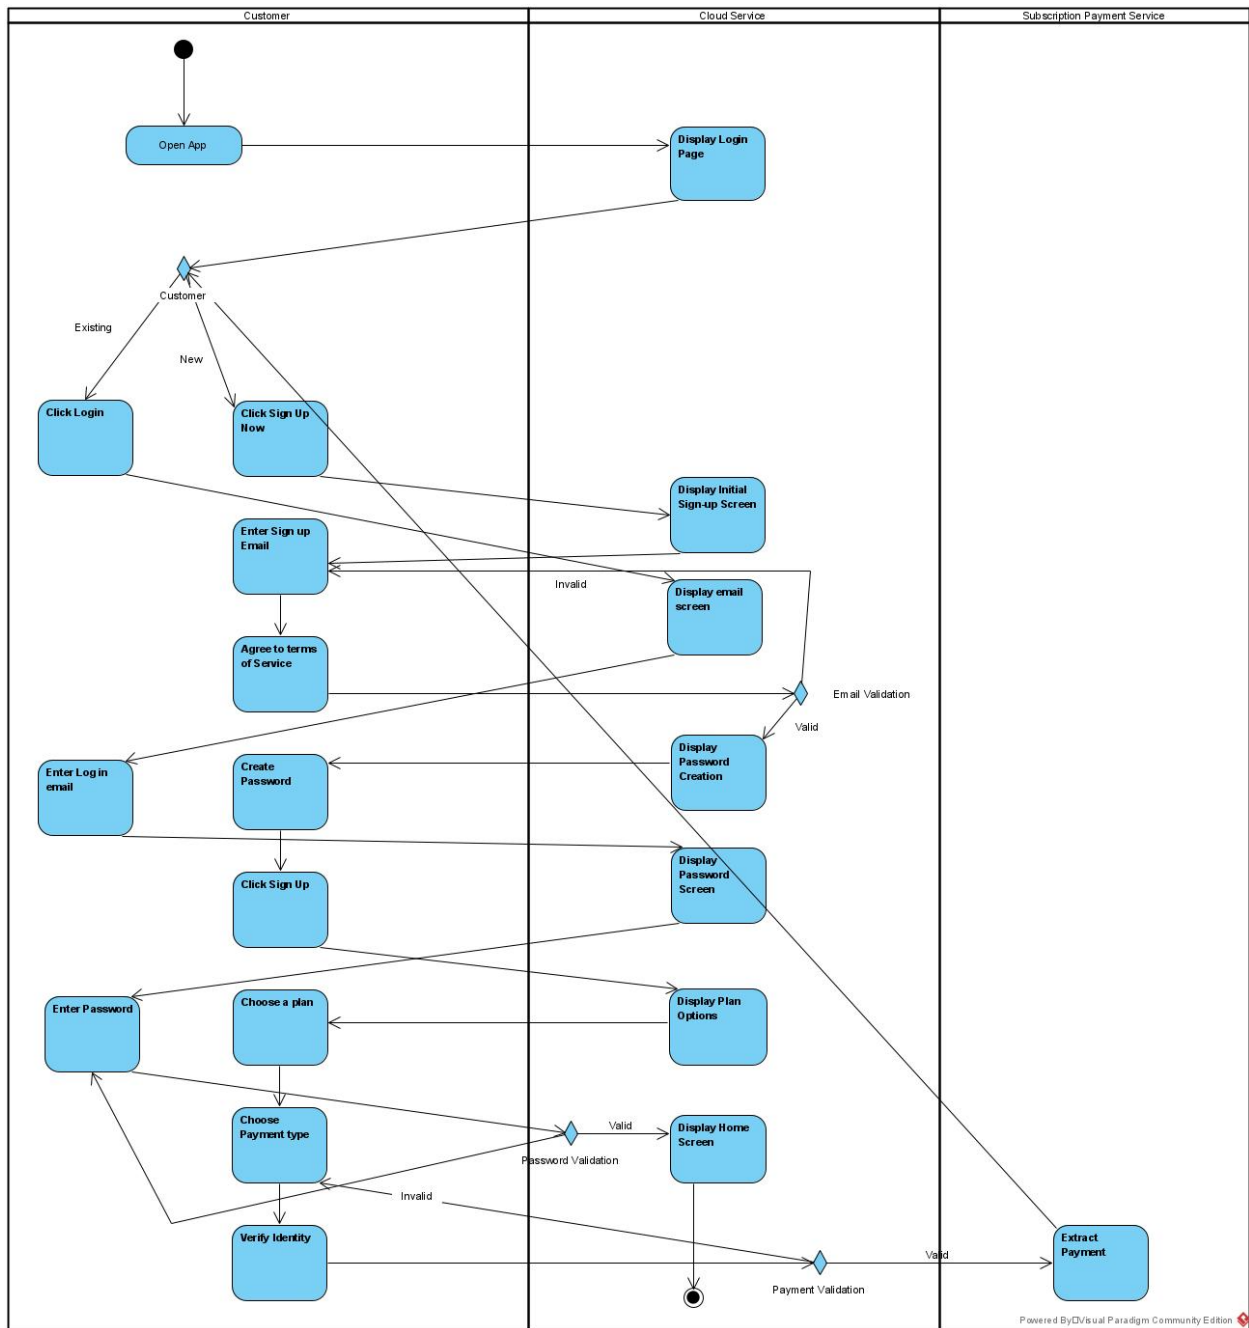 Customer
Cloud Service
Subscription Payment Service
Open App
Display Login
Page
Customer
Existing
New
Click Login
Click Sign Up
Now
Display Initial
Sign-up Screen
Enter Sign up
Email
Invalid
Display email
screen
Agree to terms
of Service
Email Validation
Valid
Display
Password
Creation
Enter Log in
email
Create
Password
Click Sign Up
Display
Password
Screen
Enter Password
Choose a plan
Display Plan
Options
Choose
Payment type
Valid
Password Validation
Display Home
Screen
Invalid
Verify Identity
Valid
Payment Validation
Extract
Payment
Powered By□Visual Paradigm Community Edition